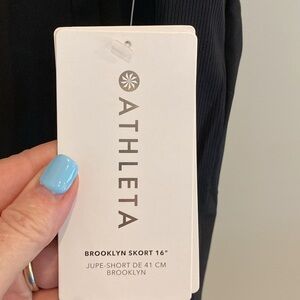 ATHLETA
BROOKLYN SKORT 16"
JUPE-SHORT DE 41 CM
BROOKLYN